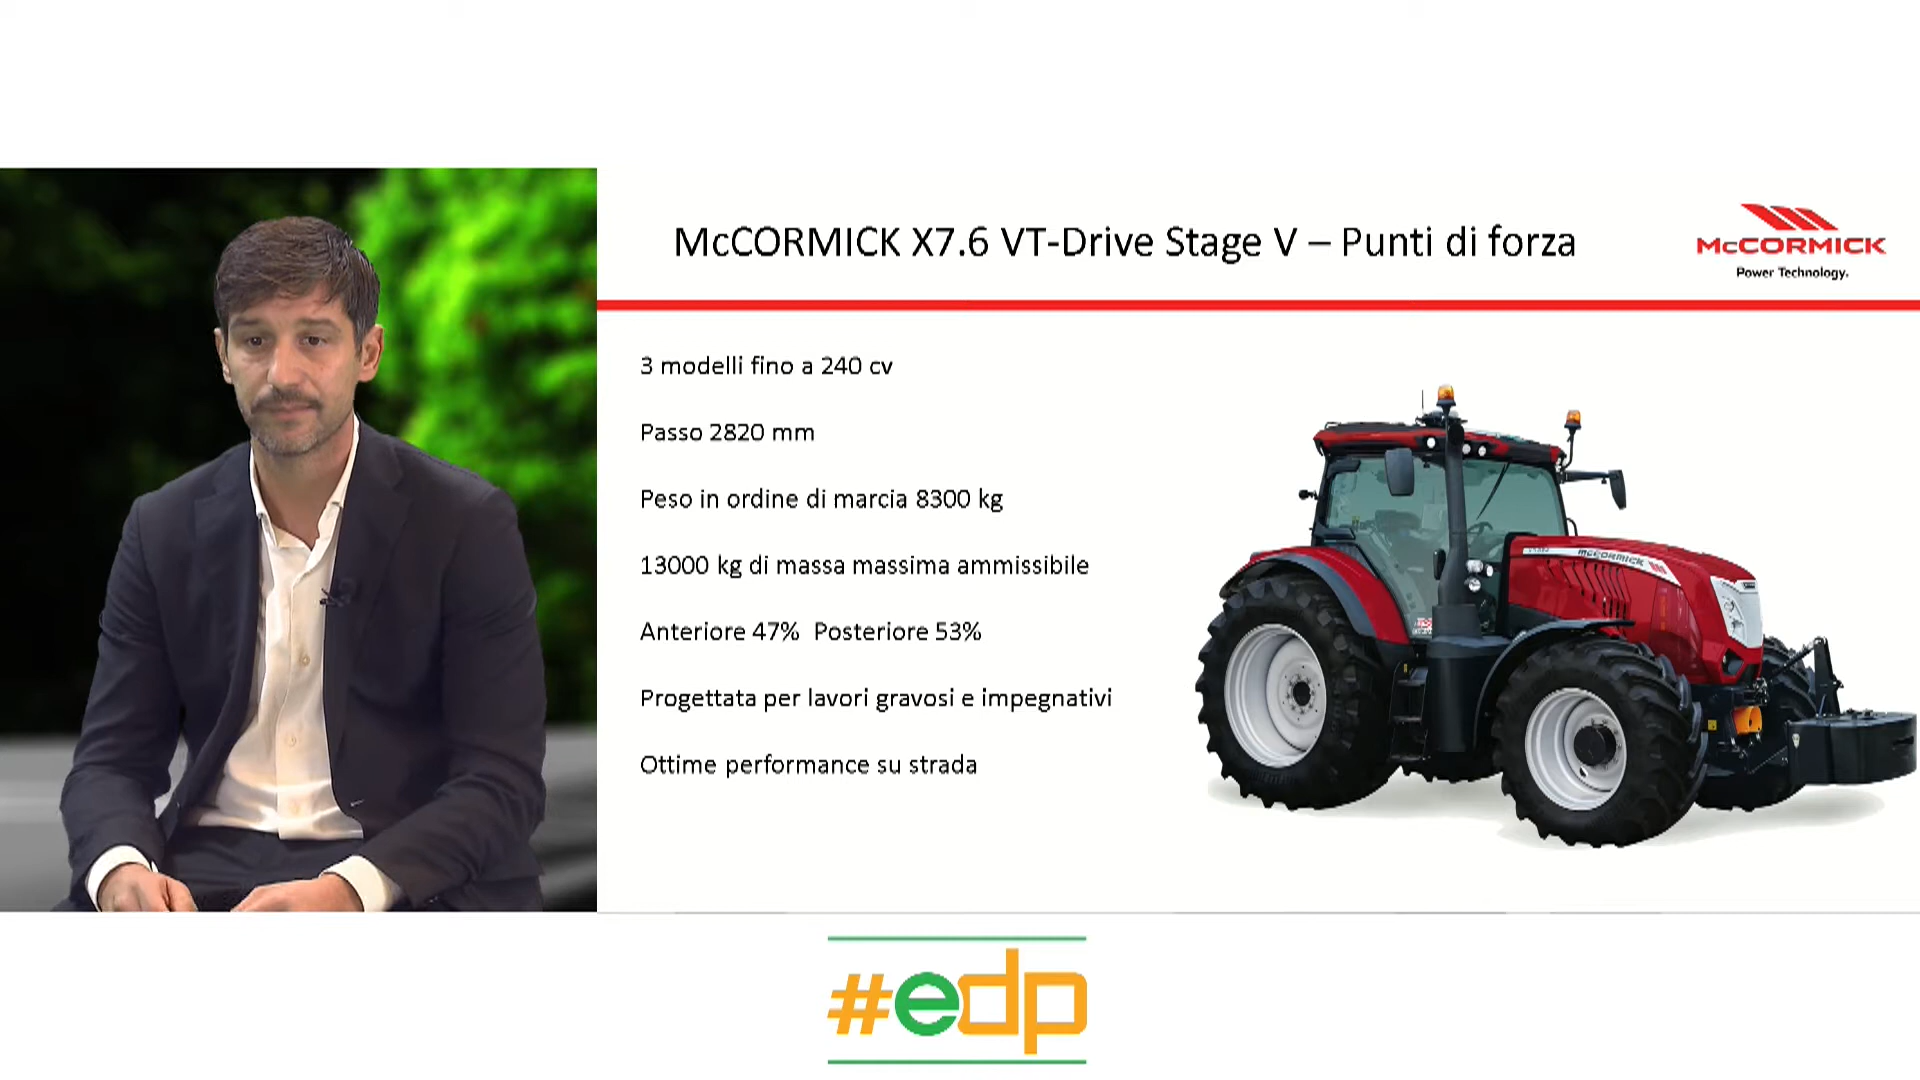 McCORMICK X7.6 VT-Drive Stage V – Punti di forza
McCORMICK
Power Technology.
3 modelli fino a 240 cv
Passo 2820 mm
Peso in ordine di marcia 8300 kg
13000 kg di massa massima ammissibile
Anteriore 47%  Posteriore 53%
Progettata per lavori gravosi e impegnativi
Ottime performance su strada
McCORMICK
#edp